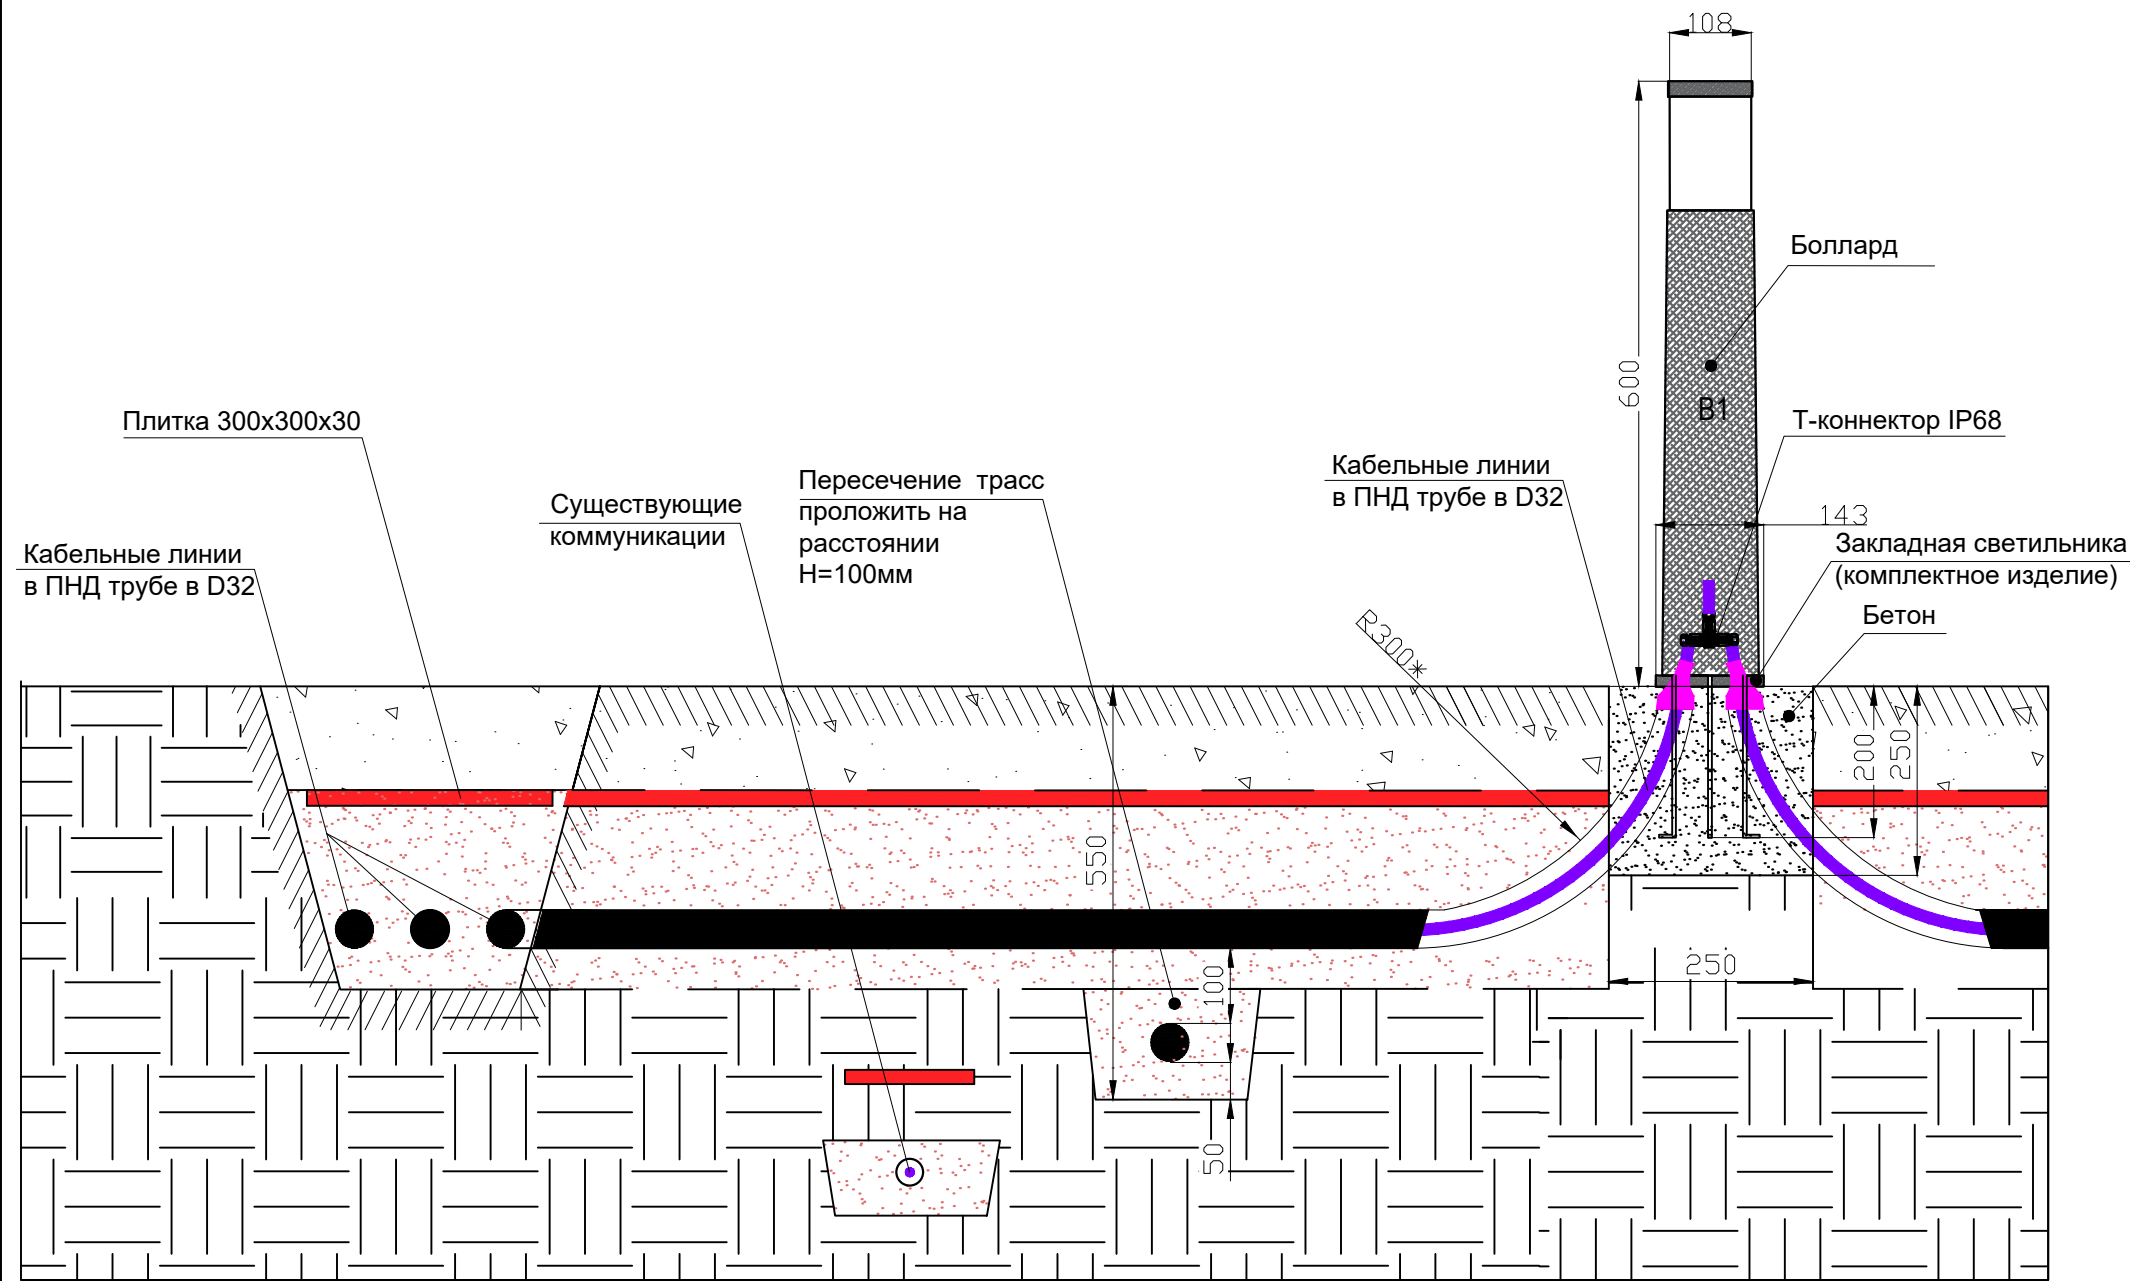 108
Боллард
600
В1
Плитка 300х300х30
Т-коннектор IP68
Кабельные линии
в ПНД трубе в D32
Пересечение трасс
проложить на
расстоянии
Н=100мм
Существующие
коммуникации
143
Закладная светильника
(комплектное изделие)
Кабельные линии
в ПНД трубе в D32
Бетон
R300*
200
250
550
250
100
50